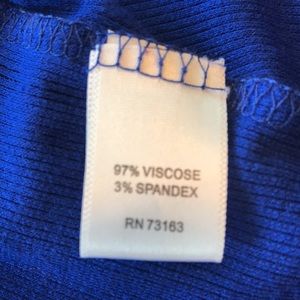 97% VISCOSE
3% SPANDEX
RN 73163